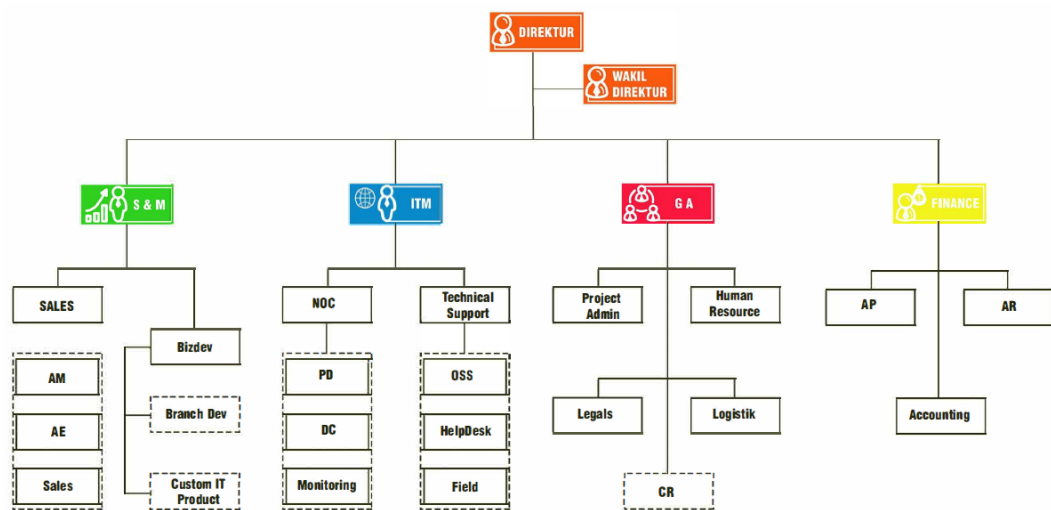 DIREKTUR
WAKIL
DIREKTUR
S & M
ITM
G A
FINANCE
SALES
NOC
Technical
Support
Project
Admin
Human
Resource
AP
AR
Bizdev
AM
PD
OSS
Branch Dev
Legals
Logistik
Accounting
AE
DC
HelpDesk
Sales
Custom IT
Product
Monitoring
Field
CR